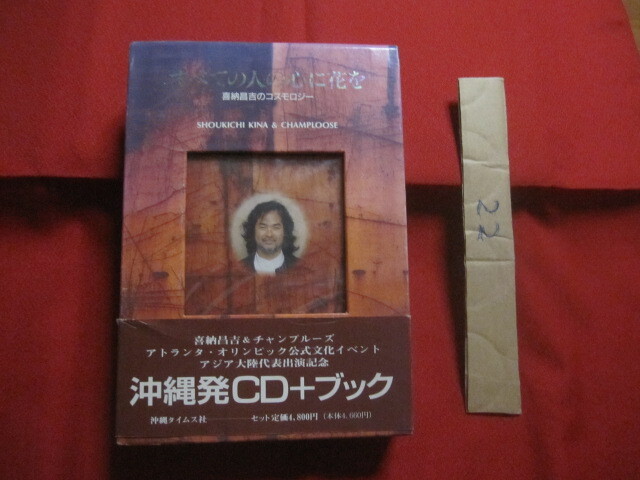 すべての人の心に花を
喜納昌吉のコスモロジー
SHOUKICHI KINA & CHAMPLOOSE
喜納昌吉&チャンプルーズ
アトランタ・オリンピック公式文化イベント
アジア大陸代表出演記念
沖縄発CD+ブック
沖縄タイムス社 ――セット定価4,800円（本体4,660円）
22